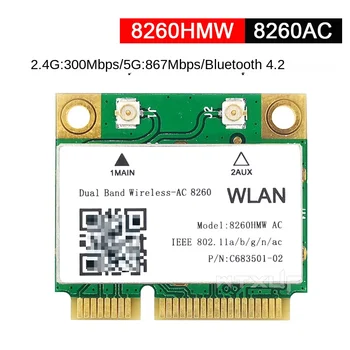 8260HMW 8260AC
2.4G:300Mbps/5G:867Mbps/Bluetooth 4.2
J1 J2
1MAIN 2AUX
Dual Band Wireless-AC 8260 WLAN
Model:8260HMW AC
IEEE 802.11a/b/g/n/ac
P/N:C683501-02